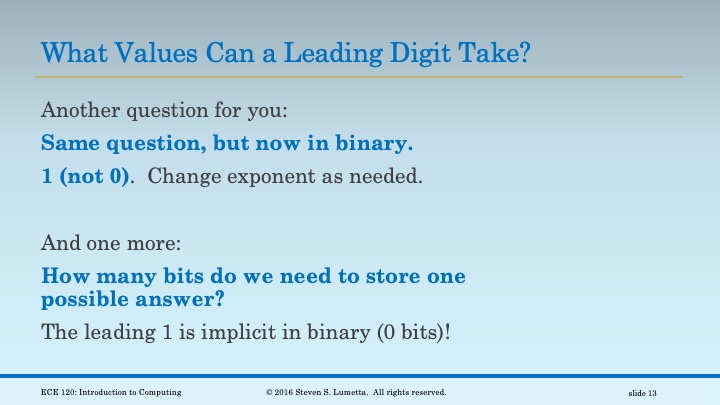 What Values Can a Leading Digit Take?
Another question for you:
Same question, but now in binary.
1 (not 0).  Change exponent as needed.
And one more:
How many bits do we need to store one
possible answer?
The leading 1 is implicit in binary (0 bits)!
ECE 120: Introduction to Computing
© 2016 Steven S. Lumetta.  All rights reserved.
slide 13